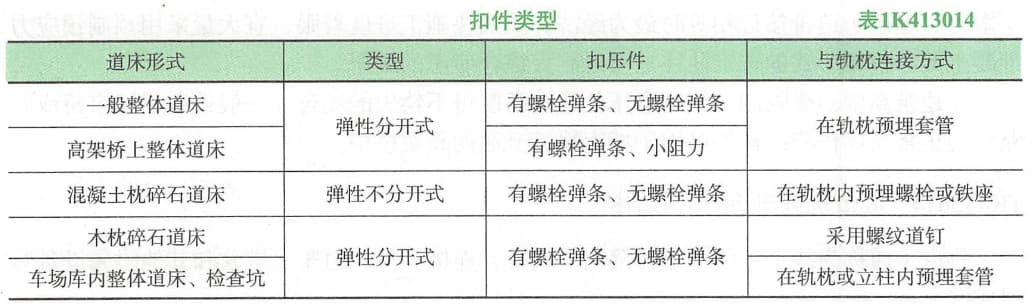 扣件类型 表1K413014
道床形式 类型 扣压件 与轨枕连接方式
一般整体道床 弹性分开式 有螺栓弹条、无螺栓弹条 在轨枕预埋套管
高架桥上整体道床 有螺栓弹条、小阻力
混凝土枕碎石道床 弹性不分开式 有螺栓弹条、无螺栓弹条 在轨枕内预埋螺栓或铁座
木枕碎石道床 弹性分开式 有螺栓弹条、无螺栓弹条 采用螺纹道钉
车场库内整体道床、检查坑 在轨枕或立柱内预埋套管